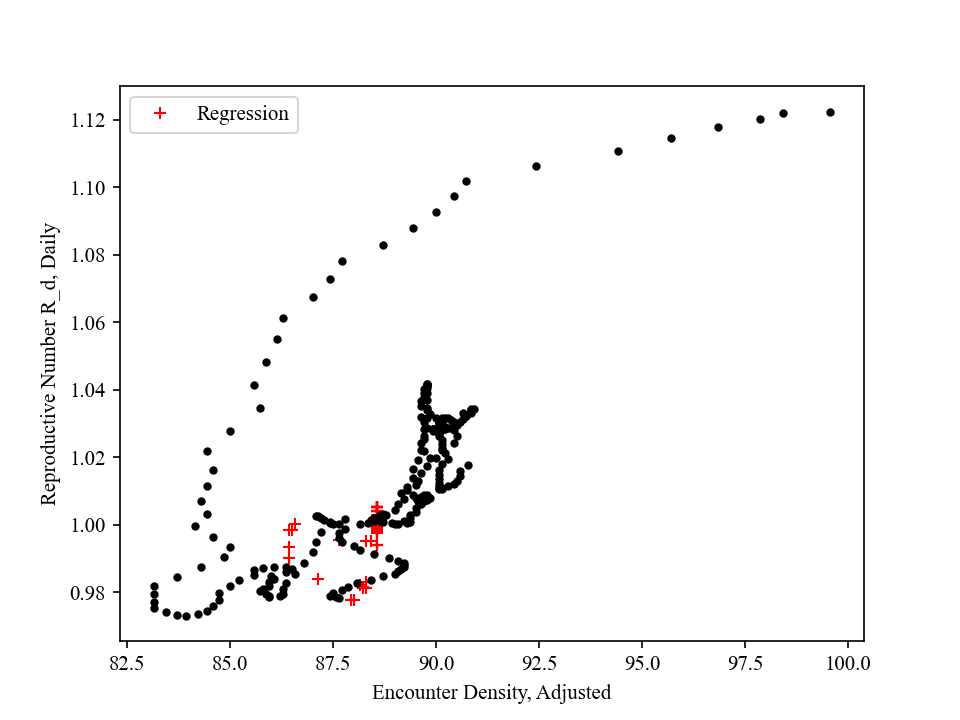 Regression
Reproductive Number R_d, Daily
1.12
1.10
1.08
1.06
1.04
1.02
1.00
0.98
82.5 85.0 87.5 90.0 92.5 95.0 97.5 100.0
Encounter Density, Adjusted